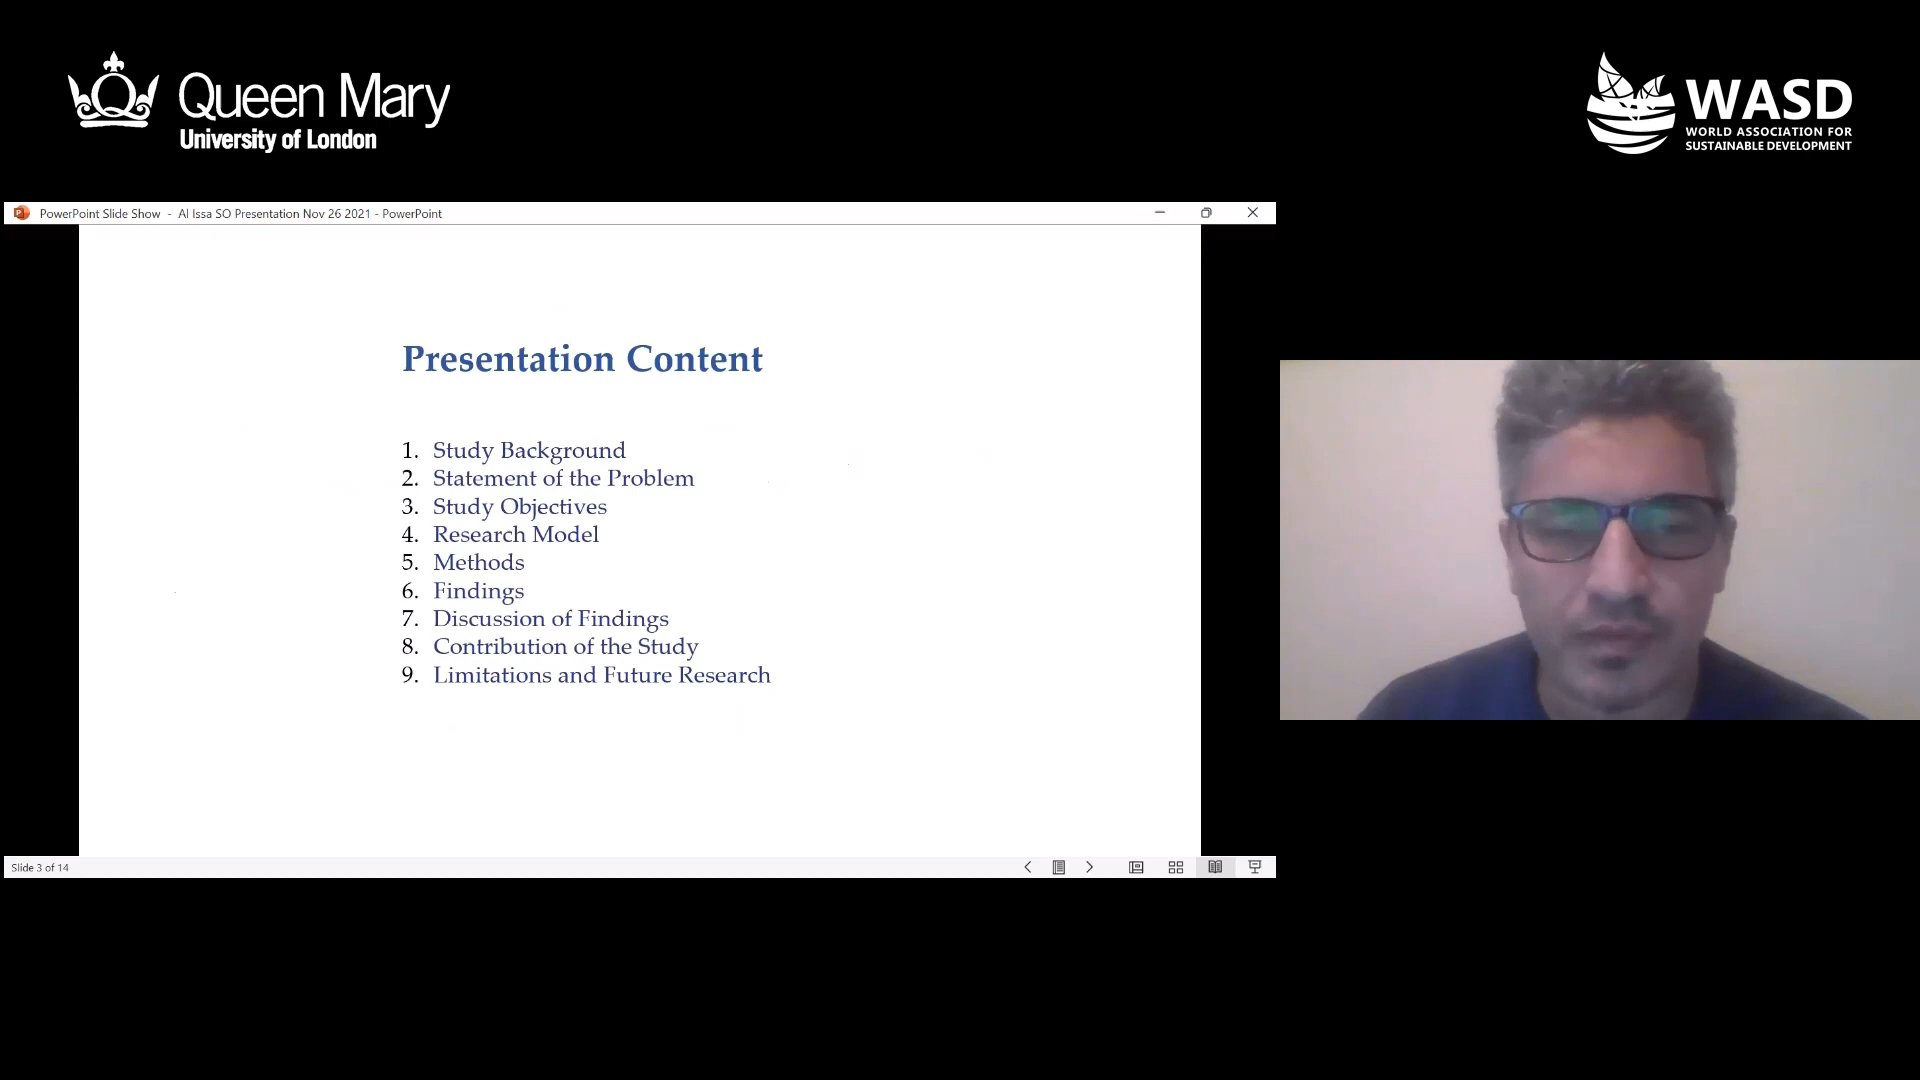 Queen Mary
University of London
WASD
WORLD ASSOCIATION FOR
SUSTAINABLE DEVELOPMENT
PowerPoint Slide Show - Al Issa SO Presentation Nov 26 2021 - PowerPoint
Presentation Content
1. Study Background
2. Statement of the Problem
3. Study Objectives
4. Research Model
5. Methods
6. Findings
7. Discussion of Findings
8. Contribution of the Study
9. Limitations and Future Research
Slide 3 of 14